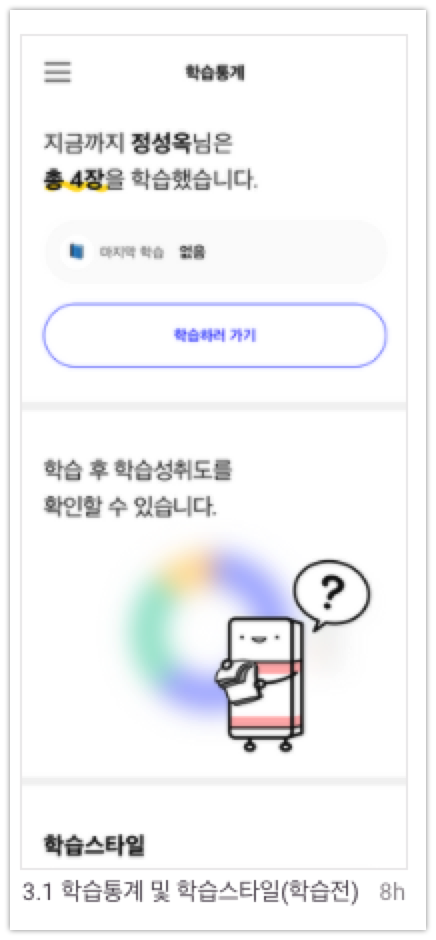 학습통계
지금까지 정성옥님은
총 4장을 학습했습니다.
마지막 학습 없음
학습하러 가기
학습 후 학습성취도를
확인할 수 있습니다.
?
학습스타일
3.1 학습통계 및 학습스타일(학습전) 8h